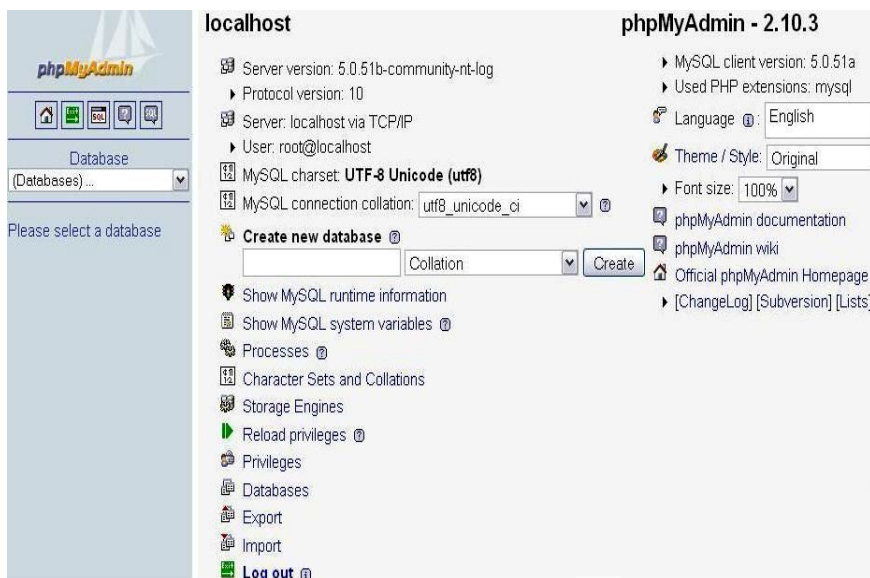 phpMyAdmin
Database
(Databases) ...
Please select a database
localhost
Server version: 5.0.51b-community-nt-log
Protocol version: 10
Server: localhost via TCP/IP
User: root@localhost
MySQL charset: UTF-8 Unicode (utf8)
MySQL connection collation: utf8_unicode_ci
Create new database
Collation Create
Show MySQL runtime information
Show MySQL system variables
Processes
Character Sets and Collations
Storage Engines
Reload privileges
Privileges
Databases
Export
Import
Log out
phpMyAdmin - 2.10.3
MySQL client version: 5.0.51a
Used PHP extensions: mysql
Language : English
Theme / Style: Original
Font size: 100%
phpMyAdmin documentation
phpMyAdmin wiki
Official phpMyAdmin Homepage
[ChangeLog] [Subversion] [Lists]